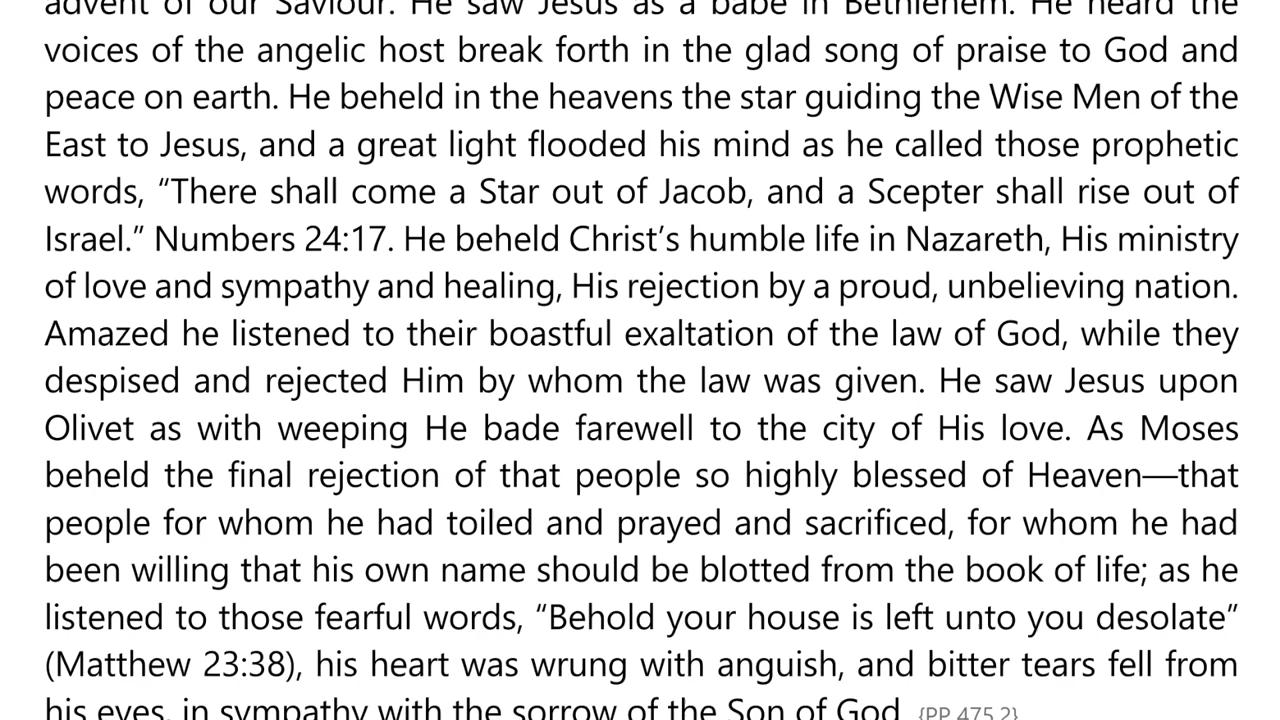 advent of our Saviour. He saw Jesus as a babe in Bethlehem. He heard the
voices of the angelic host break forth in the glad song of praise to God and
peace on earth. He beheld in the heavens the star guiding the Wise Men of the
East to Jesus, and a great light flooded his mind as he called those prophetic
words, “There shall come a Star out of Jacob, and a Scepter shall rise out of
Israel.” Numbers 24:17. He beheld Christ’s humble life in Nazareth, His ministry
of love and sympathy and healing, His rejection by a proud, unbelieving nation.
Amazed he listened to their boastful exaltation of the law of God, while they
despised and rejected Him by whom the law was given. He saw Jesus upon
Olivet as with weeping He bade farewell to the city of His love. As Moses
beheld the final rejection of that people so highly blessed of Heaven—that
people for whom he had toiled and prayed and sacrificed, for whom he had
been willing that his own name should be blotted from the book of life; as he
listened to those fearful words, “Behold your house is left unto you desolate”
(Matthew 23:38), his heart was wrung with anguish, and bitter tears fell from
his eyes, in sympathy with the sorrow of the Son of God. {PP 475.2}